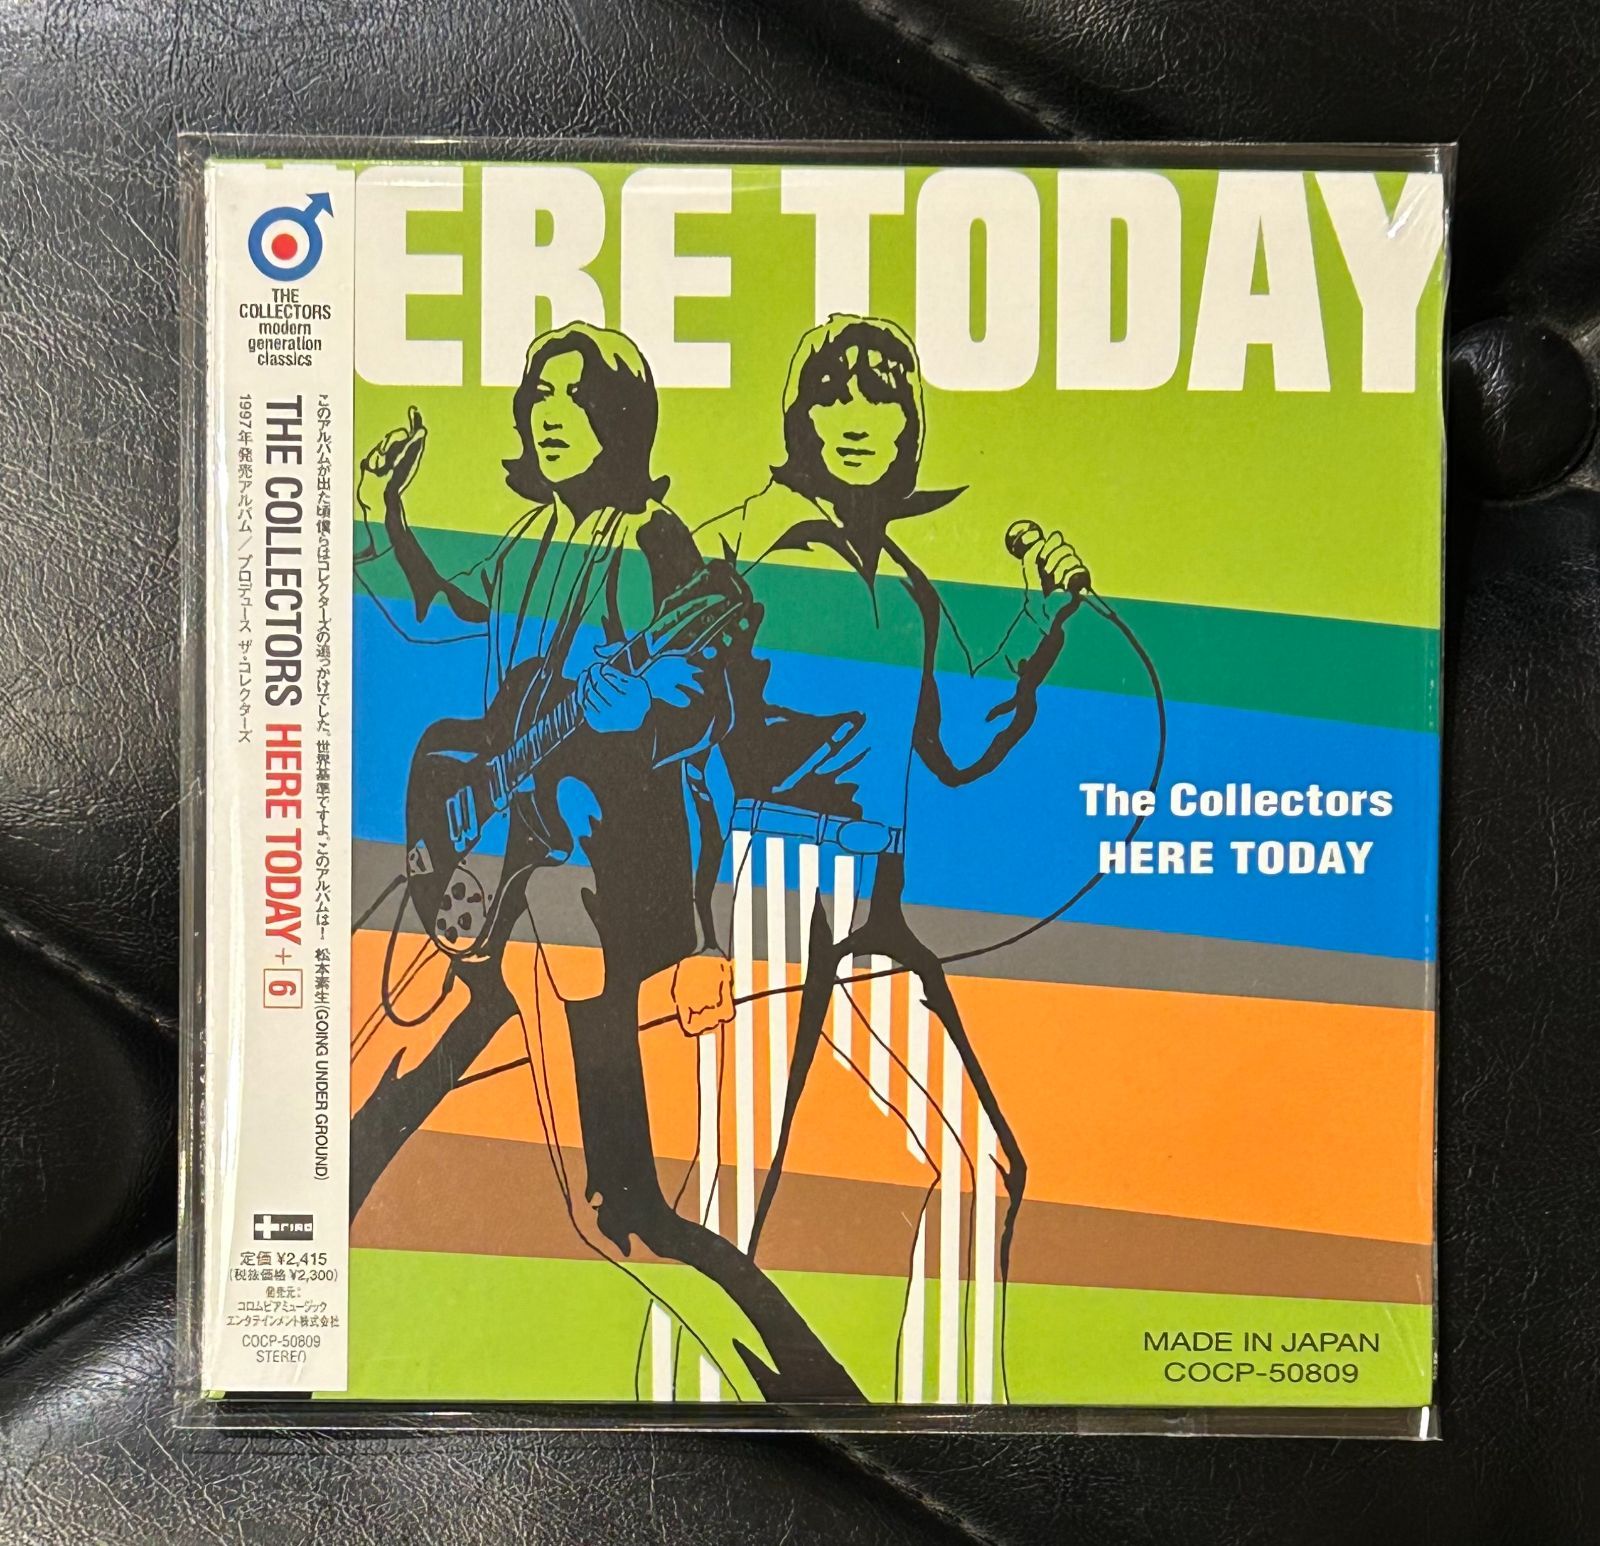 HERE TODAY
THE
COLLECTORS
modern
generation
classics
このアルバムが出た頃僕らはコレクターズの追っかけでした。世界基準ですよ。このアルバムは！ 松本素生(GOING UNDER GROUND)
THE COLLECTORS HERE TODAY + 6
1997年発売アルバム／プロデュース ザ・コレクターズ
The Collectors
HERE TODAY
TRIAD
定価 ¥2,415
(税抜価格 ¥2,300)
発売元:
コロムビアミュージック
エンタテインメント株式会社
COCP-50809
STEREO
MADE IN JAPAN
COCP-50809